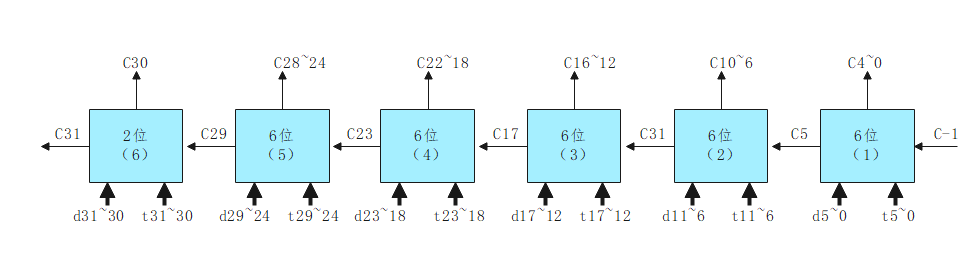 C30 C28~24 C22~18 C16~12 C10~6 C4~0
C31 2位 C29 6位 C23 6位 C17 6位 C31 6位 C5 6位 C-1
(6) (5) (4) (3) (2) (1)
d31~30 t31~30 d29~24 t29~24 d23~18 t23~18 d17~12 t17~12 d11~6 t11~6 d5~0 t5~0